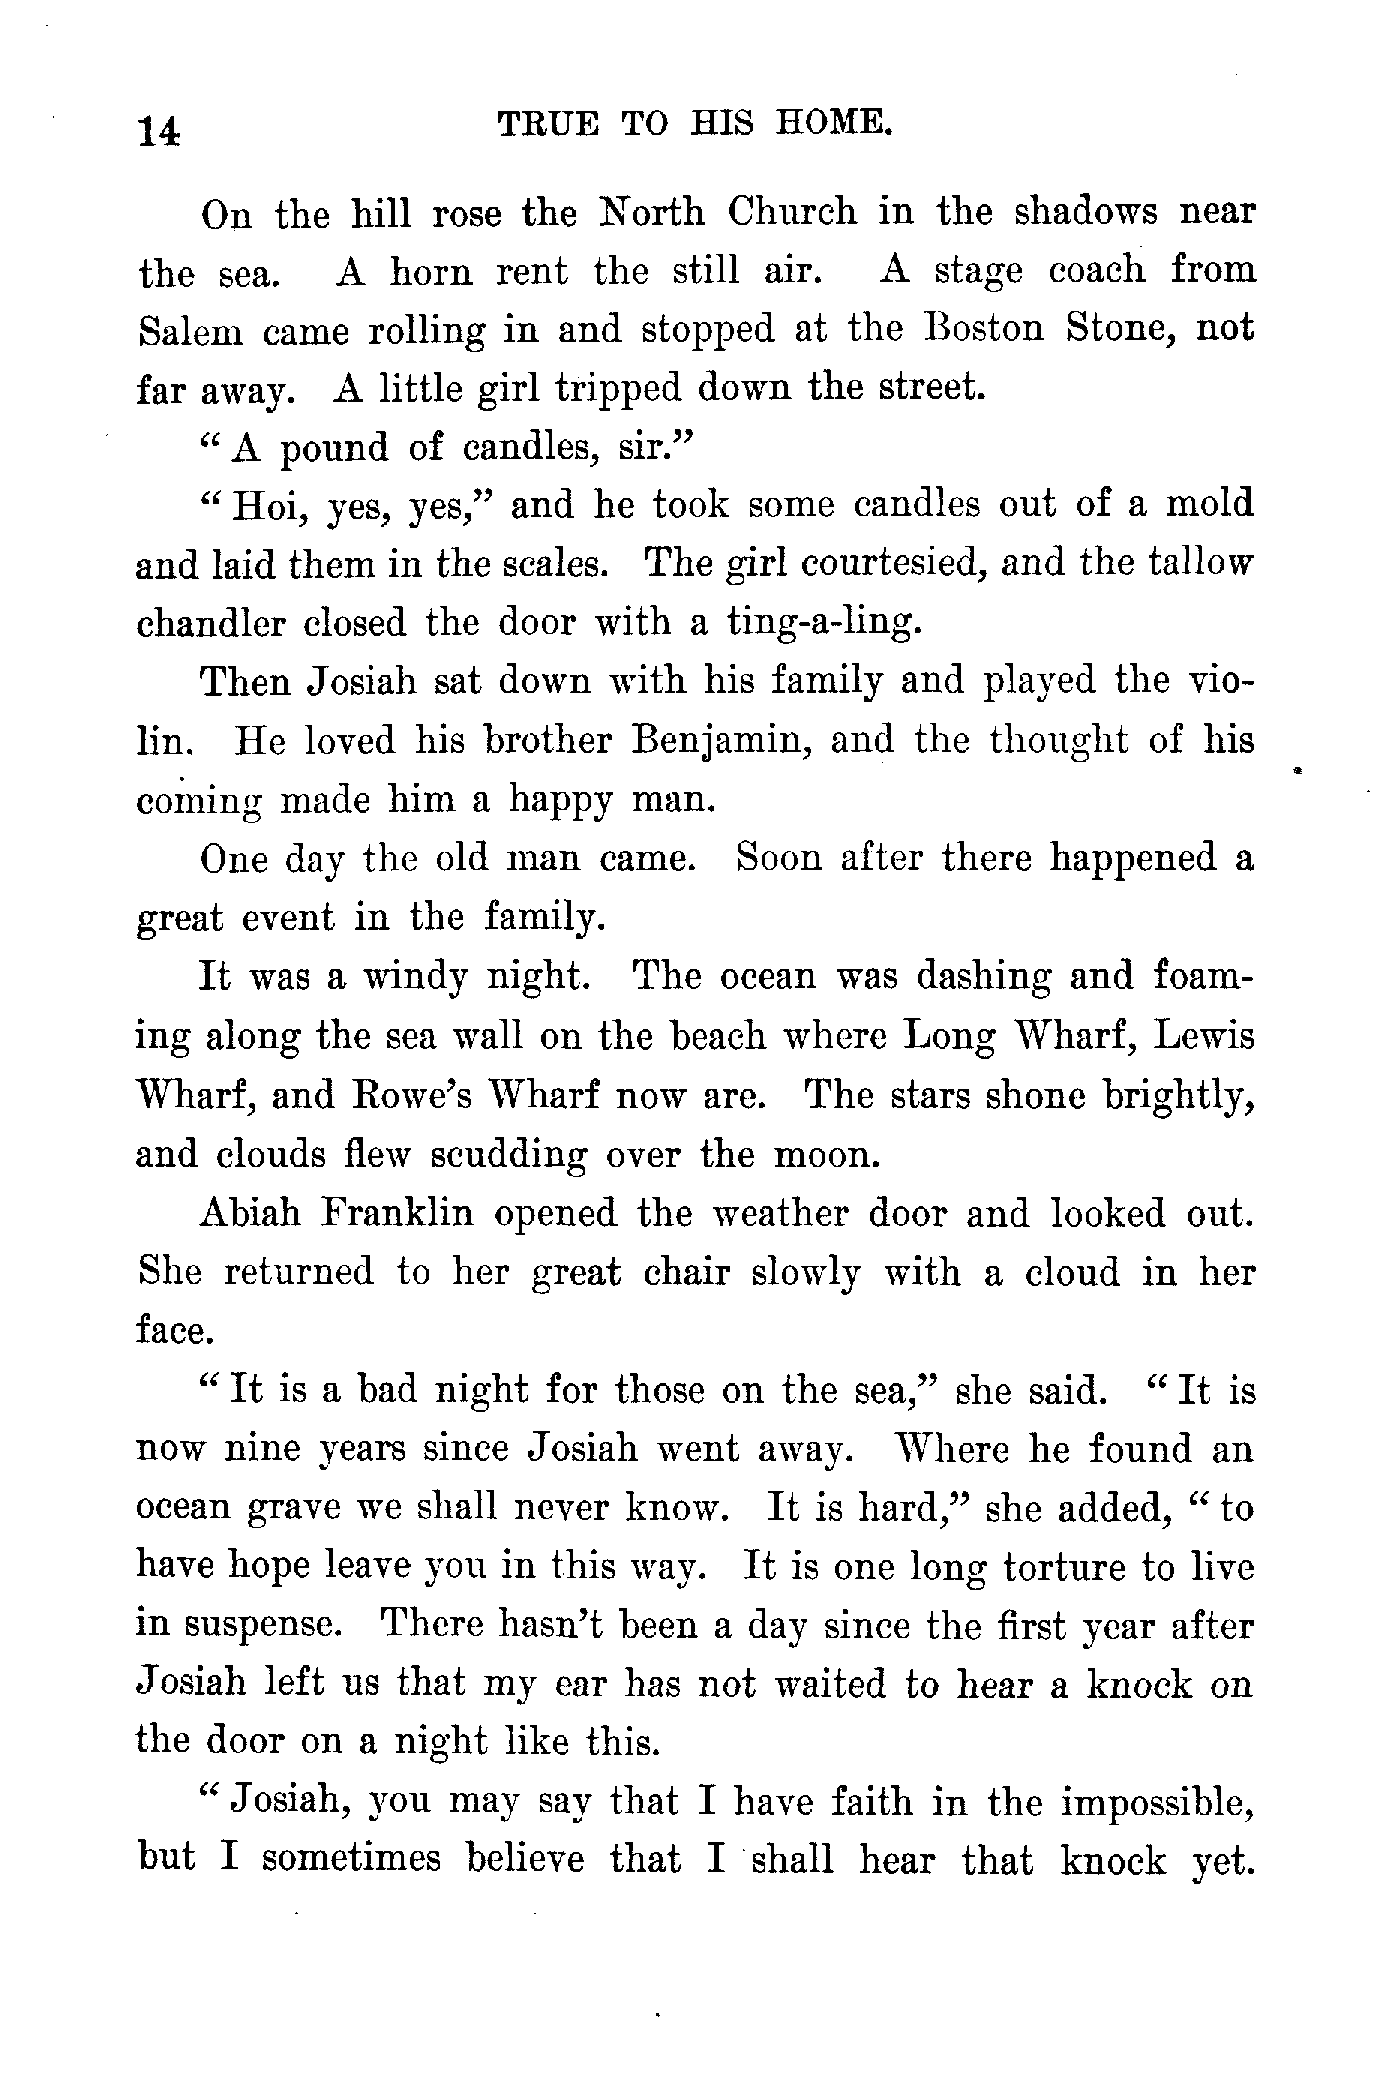 14 TRUE TO HIS HOME.
On the hill rose the North Church in the shadows near
the sea. A horn rent the still air. A stage coach from
Salem came rolling in and stopped at the Boston Stone, not
far away. A little girl tripped down the street.
“ A pound of candles, sir.”
“ Hoi, yes, yes,” and he took some candles out of a mold
and laid them in the scales. The girl courtesied, and the tallow
chandler closed the door with a ting-a-ling.
Then Josiah sat down with his family and played the vio-
lin. He loved his brother Benjamin, and the thought of his
coming made him a happy man.
One day the old man came. Soon after there happened a
great event in the family.
It was a windy night. The ocean was dashing and foam-
ing along the sea wall on the beach where Long Wharf, Lewis
Wharf, and Rowe’s Wharf now are. The stars shone brightly,
and clouds flew scudding over the moon.
Abiah Franklin opened the weather door and looked out.
She returned to her great chair slowly with a cloud in her
face.
“ It is a bad night for those on the sea,” she said. “ It is
now nine years since Josiah went away. Where he found an
ocean grave we shall never know. It is hard,” she added, “ to
have hope leave you in this way. It is one long torture to live
in suspense. There hasn’t been a day since the first year after
Josiah left us that my ear has not waited to hear a knock on
the door on a night like this.
“ Josiah, you may say that I have faith in the impossible,
but I sometimes believe that I shall hear that knock yet.